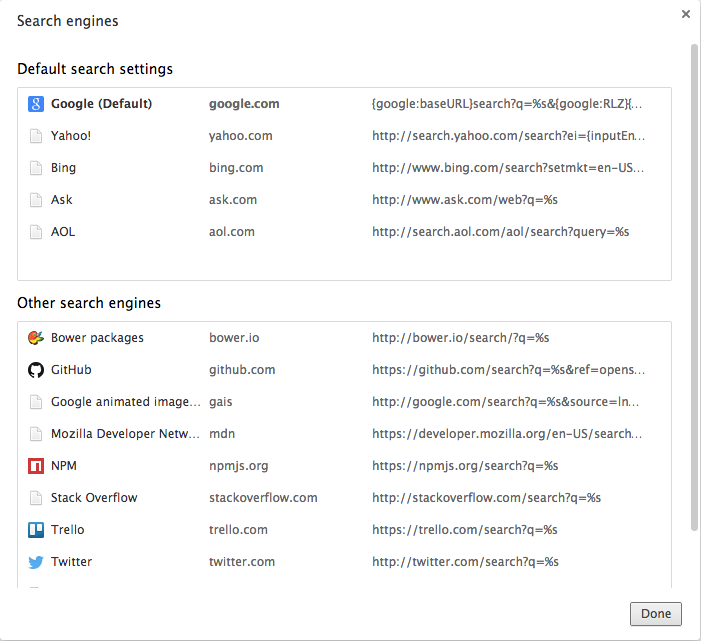 Search engines
Default search settings
Google (Default) google.com {google:baseURL}search?q=%s&{google:RLZ}{...
Yahoo! yahoo.com http://search.yahoo.com/search?ei={inputEn...
Bing bing.com http://www.bing.com/search?setmkt=en-US...
Ask ask.com http://www.ask.com/web?q=%s
AOL aol.com http://search.aol.com/aol/search?query=%s
Other search engines
Bower packages bower.io http://bower.io/search/?q=%s
GitHub github.com https://github.com/search?q=%s&ref=opens...
Google animated image... gais http://google.com/search?q=%s&source=ln...
Mozilla Developer Netw... mdn https://developer.mozilla.org/en-US/search...
NPM npmjs.org https://npmjs.org/search?q=%s
Stack Overflow stackoverflow.com http://stackoverflow.com/search?q=%s
Trello trello.com https://trello.com/search?q=%s
Twitter twitter.com http://twitter.com/search?q=%s
Done